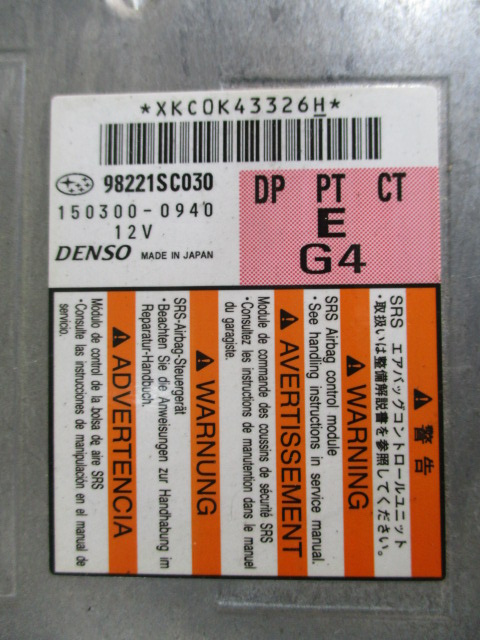 *XKC0K43326H*
98221SC030
150300-0940
12V
DENSO MADE IN JAPAN
DP PT CT
E
G4
警告
SRS エアバッグコントロールユニット
・取扱いは整備解説書を参照してください。
WARNING
SRS Airbag control module
・See handing instructions in service manual.
AVERTISSEMENT
Module de commande des coussins de sécurité SRS
・Consultez les instructions de manutention dans le manuel
du garagiste.
WARNUNG
SRS-Airbag-Steuergerät
・Beachten Sie die Anweisungen zur Handhabung im
Reparatur-Handbuch.
ADVERTENCIA
Módulo de control de la bolsa de aire SRS
・Consulte las instrucciones de manipulación en el manual de
servicio.